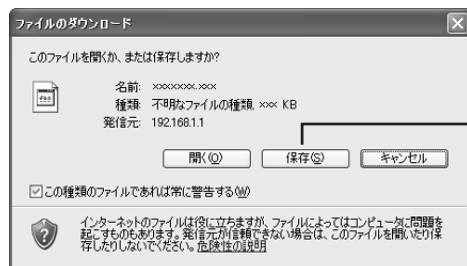 ファイルのダウンロード
このファイルを開くか、または保存しますか?
名前: xxxxxxx.xxx
種類: 不明なファイルの種類, xxx KB
発信元: 192.168.1.1
開く(O) 保存(S) キャンセル
この種類のファイルであれば常に警告する(W)
インターネットのファイルは役に立ちますが、ファイルによってはコンピュータに問題を
起こすものもあります。発信元が信頼できない場合は、このファイルを開いたり保
存したりしないでください。危険性の説明